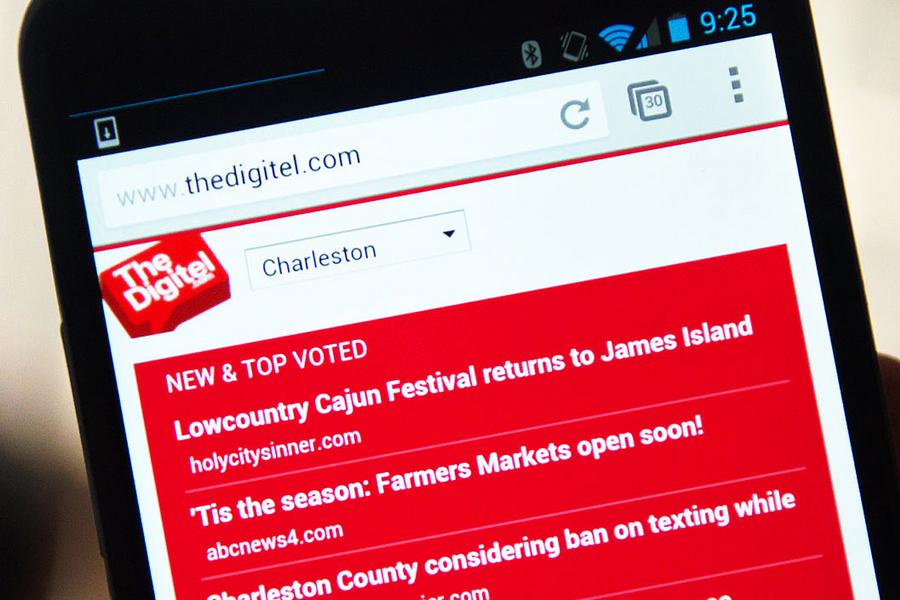 9:25
www.thedigitel.com
30
The
Digitel
Charleston
NEW & TOP VOTED
Lowcountry Cajun Festival returns to James Island
holycitysinner.com
'Tis the season: Farmers Markets open soon!
abcnews4.com
Charleston County considering ban on texting while